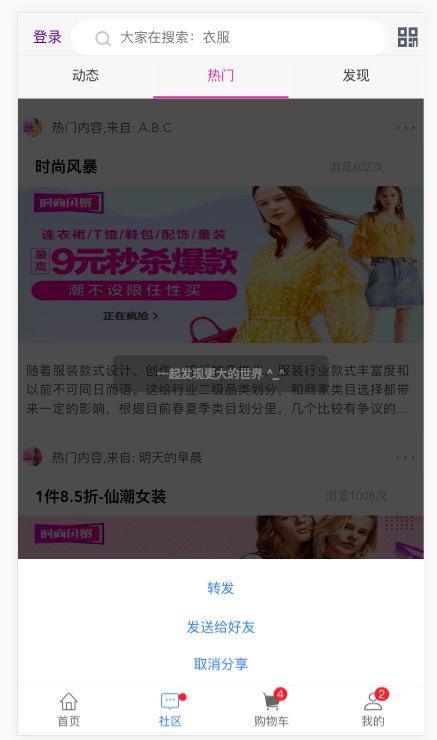 登录
大家在搜索：衣服
动态
热门
发现
热门内容,来自: A.B.C
时尚风暴
浏览602次
时尚风暴
连衣裙/T恤/鞋包/配饰/童装
最高
9元秒杀爆款
潮不设限任性买
正在疯抢 >
随着服装款式设计、创作
服装行业款式丰富度和
一起发现更大的世界 ^_^
以前不可同日而语。这给行业二级品类划分，和商家类目选择都带
来一定的影响，根据目前春夏季类目划分里，几个比较有争议的...
热门内容,来自: 明天的早晨
1件8.5折-仙潮女装
浏览1008次
时尚风暴
转发
发送给好友
取消分享
首页
社区
购物车
4
我的
2